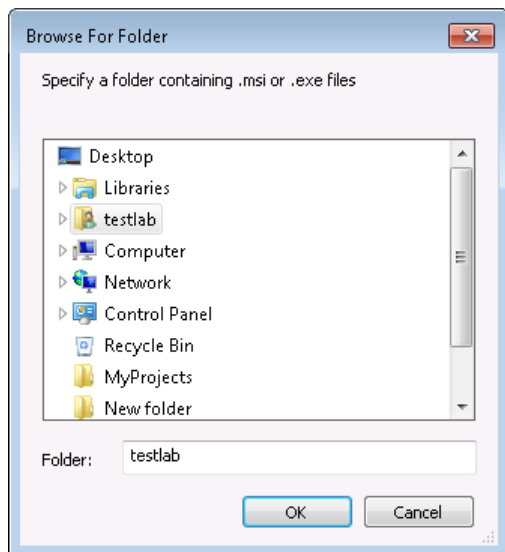 Browse For Folder
Specify a folder containing .msi or .exe files
Desktop
Libraries
testlab
Computer
Network
Control Panel
Recycle Bin
MyProjects
New folder
Folder: testlab
OK Cancel